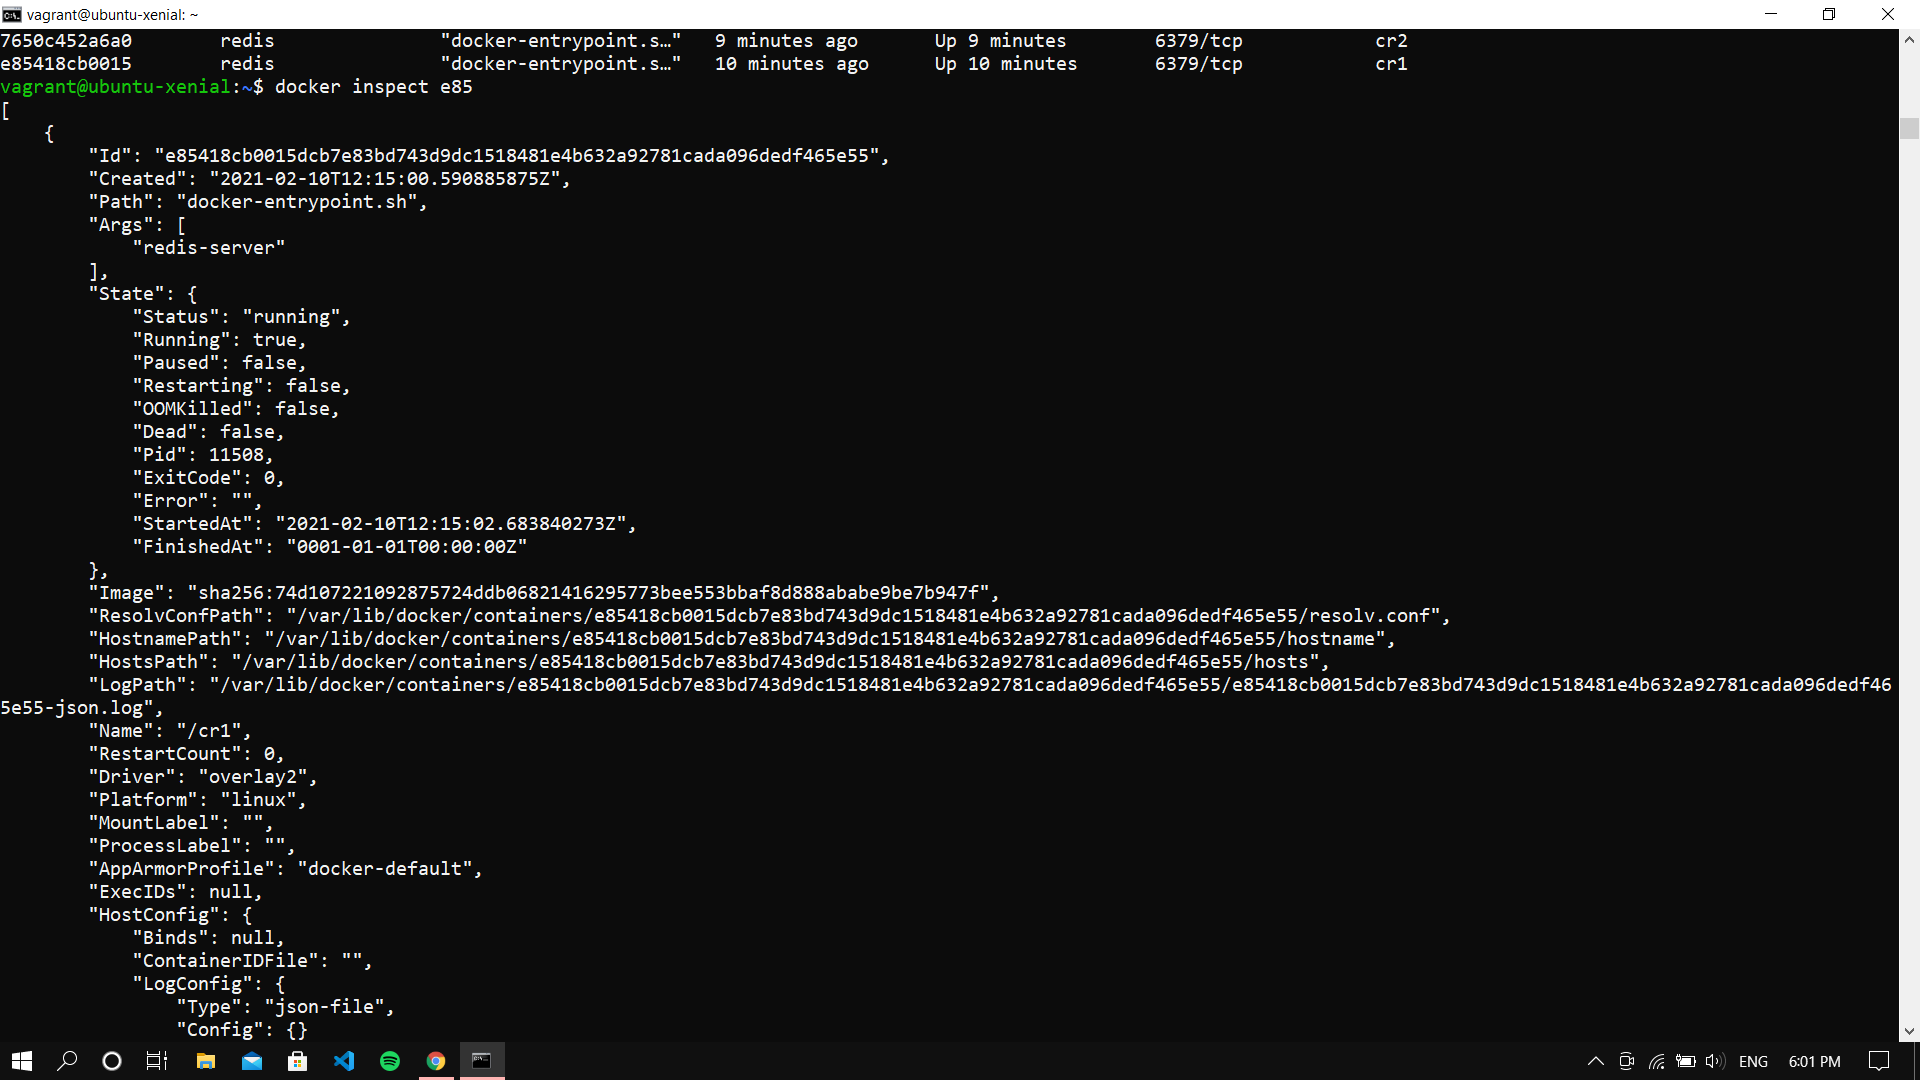 vagrant@ubuntu-xenial: ~
7650c452a6a0        redis               "docker-entrypoint.s…"   9 minutes ago       Up 9 minutes        6379/tcp            cr2
e85418cb0015        redis               "docker-entrypoint.s…"   10 minutes ago      Up 10 minutes       6379/tcp            cr1
vagrant@ubuntu-xenial:~$ docker inspect e85
[
    {
        "Id": "e85418cb0015dcb7e83bd743d9dc1518481e4b632a92781cada096dedf465e55",
        "Created": "2021-02-10T12:15:00.590885875Z",
        "Path": "docker-entrypoint.sh",
        "Args": [
            "redis-server"
        ],
        "State": {
            "Status": "running",
            "Running": true,
            "Paused": false,
            "Restarting": false,
            "OOMKilled": false,
            "Dead": false,
            "Pid": 11508,
            "ExitCode": 0,
            "Error": "",
            "StartedAt": "2021-02-10T12:15:02.683840273Z",
            "FinishedAt": "0001-01-01T00:00:00Z"
        },
        "Image": "sha256:74d107221092875724ddb06821416295773bee553bbaf8d888ababe9be7b947f",
        "ResolvConfPath": "/var/lib/docker/containers/e85418cb0015dcb7e83bd743d9dc1518481e4b632a92781cada096dedf465e55/resolv.conf",
        "HostnamePath": "/var/lib/docker/containers/e85418cb0015dcb7e83bd743d9dc1518481e4b632a92781cada096dedf465e55/hostname",
        "HostsPath": "/var/lib/docker/containers/e85418cb0015dcb7e83bd743d9dc1518481e4b632a92781cada096dedf465e55/hosts",
        "LogPath": "/var/lib/docker/containers/e85418cb0015dcb7e83bd743d9dc1518481e4b632a92781cada096dedf465e55/e85418cb0015dcb7e83bd743d9dc1518481e4b632a92781cada096dedf46
5e55-json.log",
        "Name": "/cr1",
        "RestartCount": 0,
        "Driver": "overlay2",
        "Platform": "linux",
        "MountLabel": "",
        "ProcessLabel": "",
        "AppArmorProfile": "docker-default",
        "ExecIDs": null,
        "HostConfig": {
            "Binds": null,
            "ContainerIDFile": "",
            "LogConfig": {
                "Type": "json-file",
                "Config": {}
ENG 6:01 PM